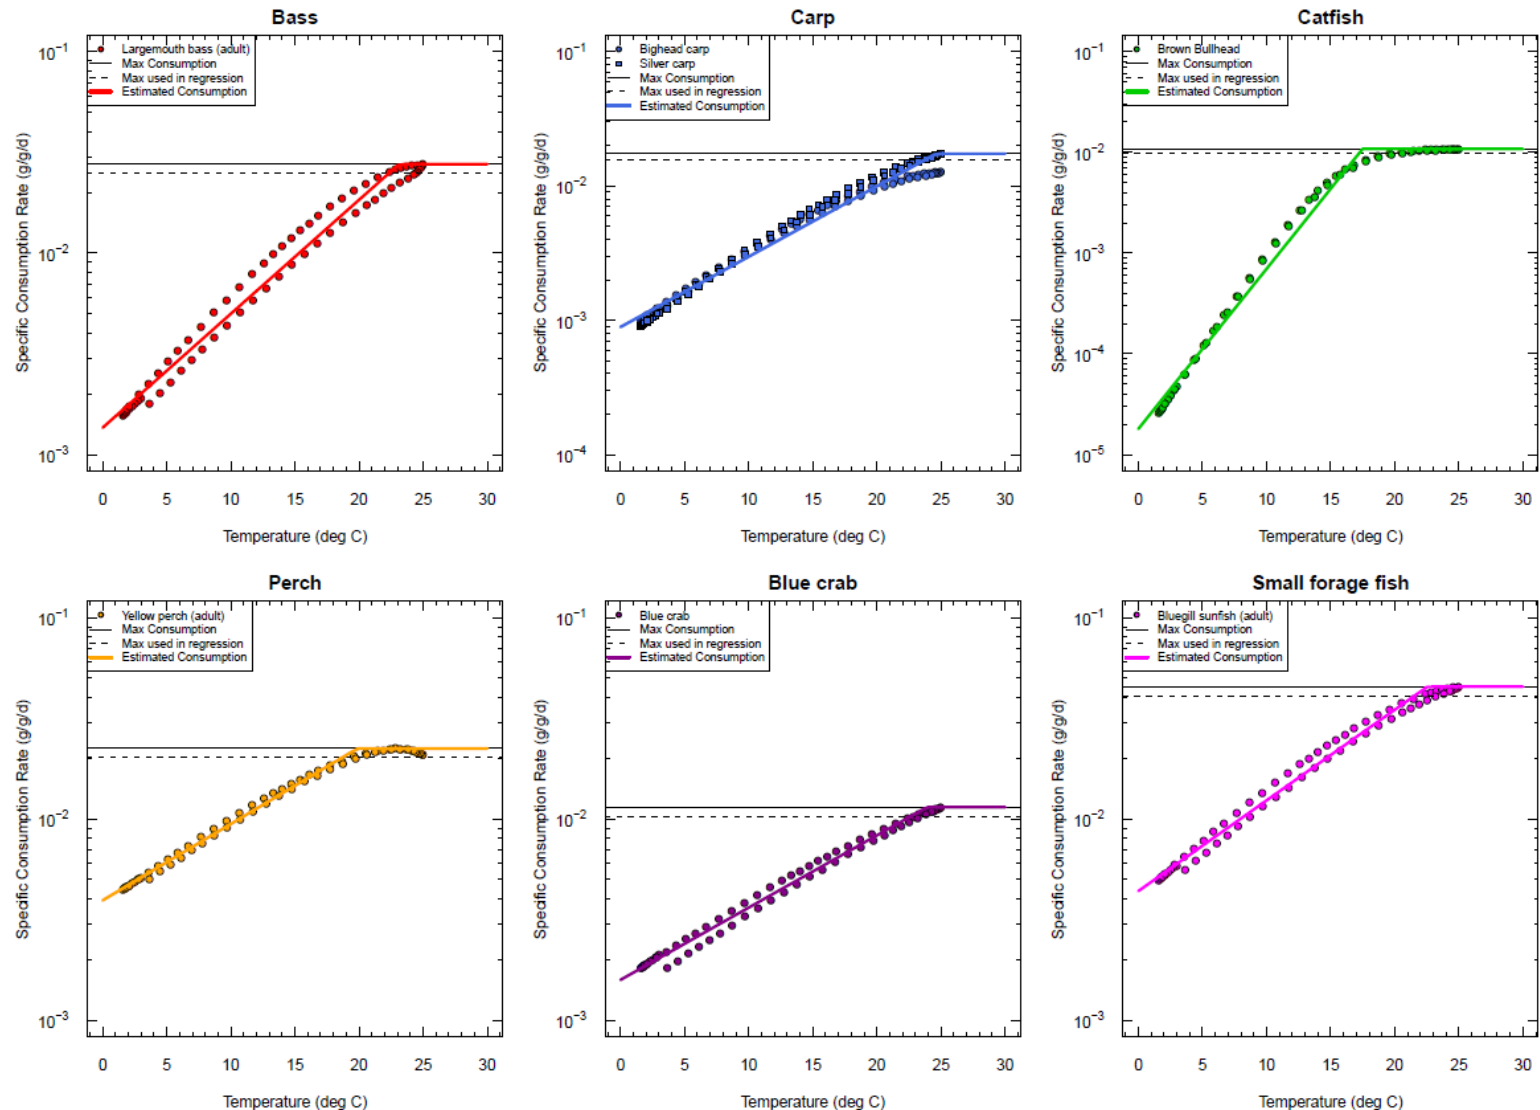 Bass
Largemouth bass (adult)
Max Consumption
Max used in regression
Estimated Consumption
Specific Consumption Rate (g/g/d)
10⁻¹
10⁻²
10⁻³
0 5 10 15 20 25 30
Temperature (deg C)
Carp
Bighead carp
Silver carp
Max Consumption
Max used in regression
Estimated Consumption
Specific Consumption Rate (g/g/d)
10⁻¹
10⁻²
10⁻³
10⁻⁴
0 5 10 15 20 25 30
Temperature (deg C)
Catfish
Brown Bullhead
Max Consumption
Max used in regression
Estimated Consumption
Specific Consumption Rate (g/g/d)
10⁻¹
10⁻²
10⁻³
10⁻⁴
10⁻⁵
0 5 10 15 20 25 30
Temperature (deg C)
Perch
Yellow perch (adult)
Max Consumption
Max used in regression
Estimated Consumption
Specific Consumption Rate (g/g/d)
10⁻¹
10⁻²
10⁻³
0 5 10 15 20 25 30
Temperature (deg C)
Blue crab
Blue crab
Max Consumption
Max used in regression
Estimated Consumption
Specific Consumption Rate (g/g/d)
10⁻¹
10⁻²
10⁻³
0 5 10 15 20 25 30
Temperature (deg C)
Small forage fish
Bluegill sunfish (adult)
Max Consumption
Max used in regression
Estimated Consumption
Specific Consumption Rate (g/g/d)
10⁻¹
10⁻²
10⁻³
0 5 10 15 20 25 30
Temperature (deg C)